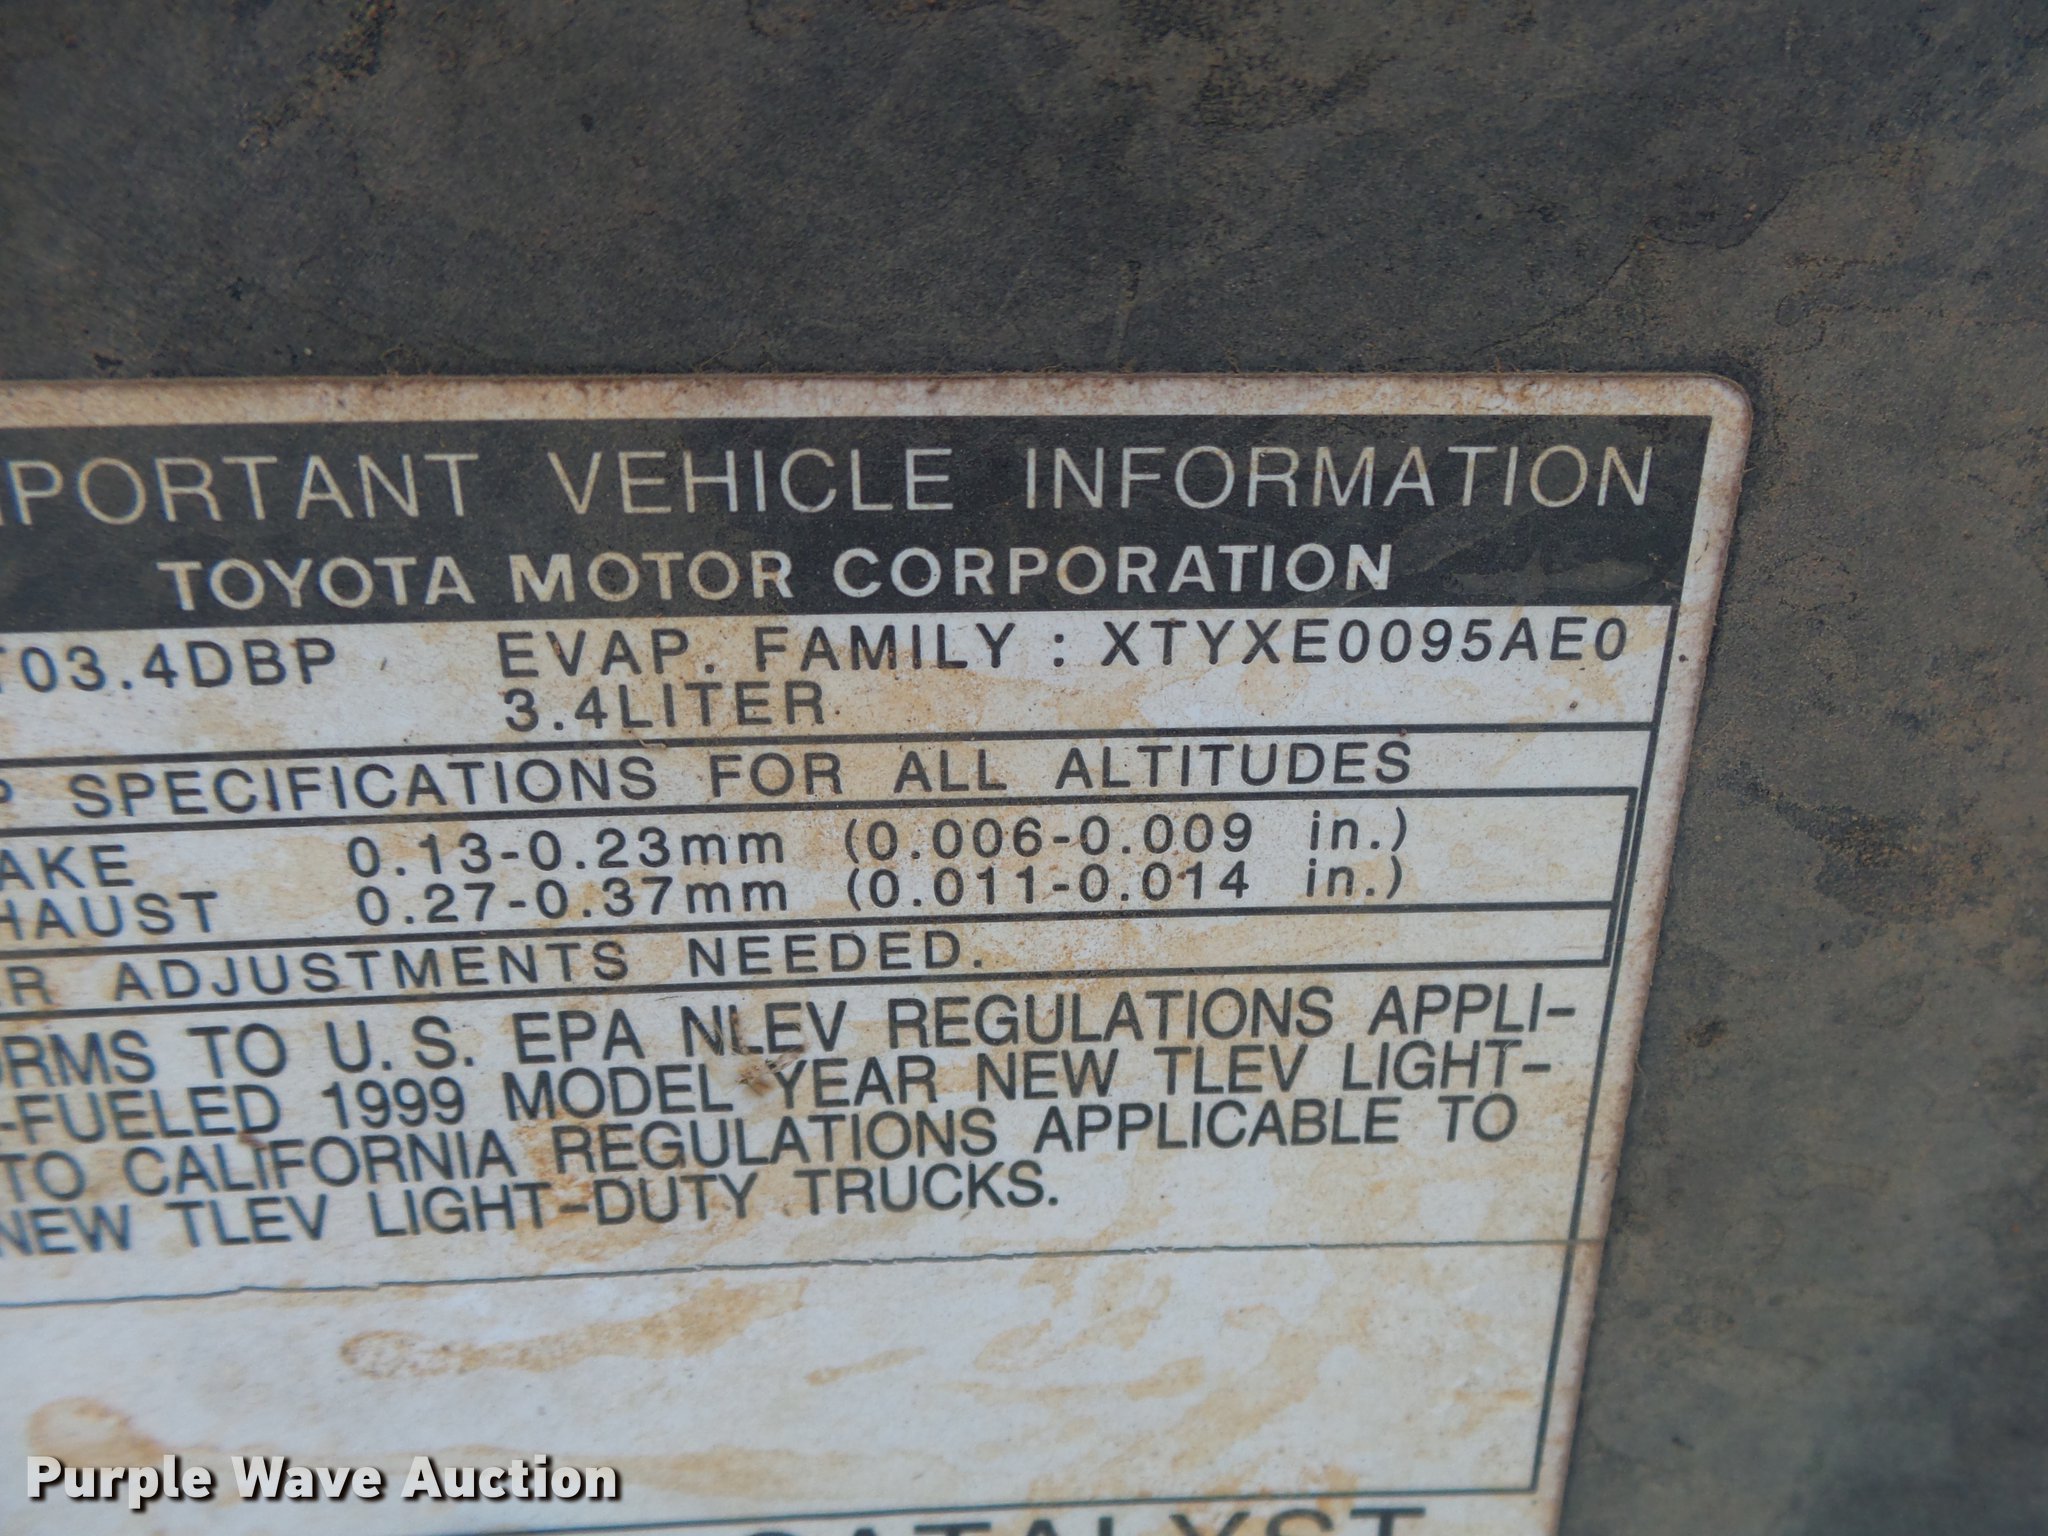 PORTANT VEHICLE INFORMATION
TOYOTA MOTOR CORPORATION
T03.4DBP EVAP. FAMILY : XTYXE0095AE0
3.4LITER
P SPECIFICATIONS FOR ALL ALTITUDES
AKE 0.13-0.23mm (0.006-0.009 in.)
HAUST 0.27-0.37mm (0.011-0.014 in.)
R ADJUSTMENTS NEEDED.
ORMS TO U.S. EPA NLEV REGULATIONS APPLI-
-FUELED 1999 MODEL YEAR NEW TLEV LIGHT-
TO CALIFORNIA REGULATIONS APPLICABLE TO
NEW TLEV LIGHT-DUTY TRUCKS.
CATALYST
Purple Wave Auction